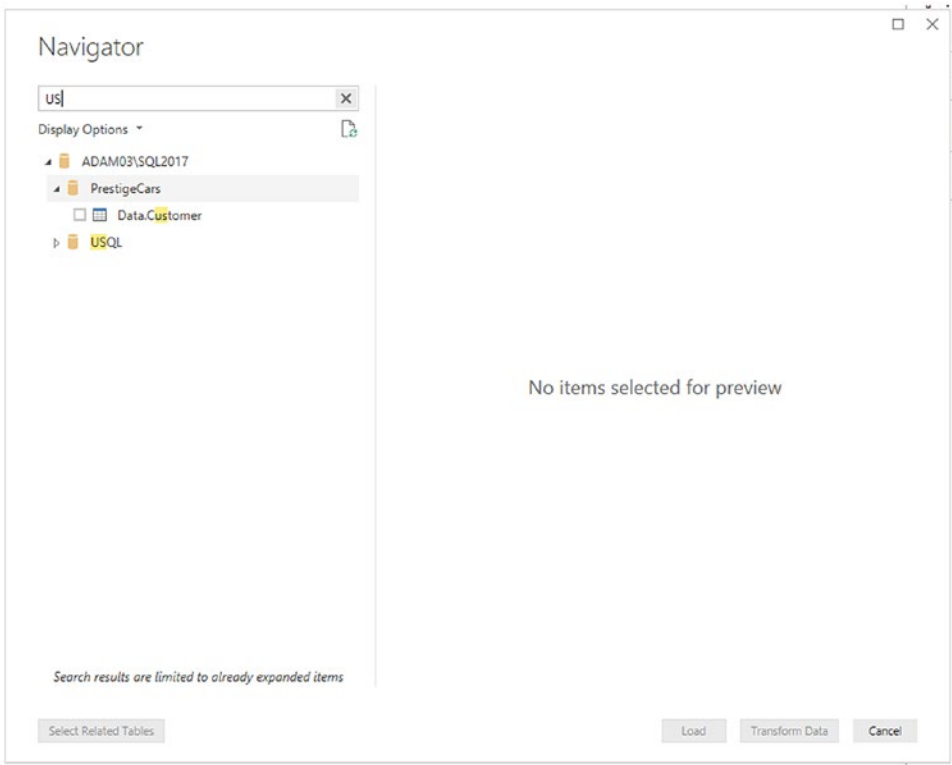 Navigator
US
Display Options
ADAM03\SQL2017
PrestigeCars
Data.Customer
USQL
No items selected for preview
Search results are limited to already expanded items
Select Related Tables
Load
Transform Data
Cancel